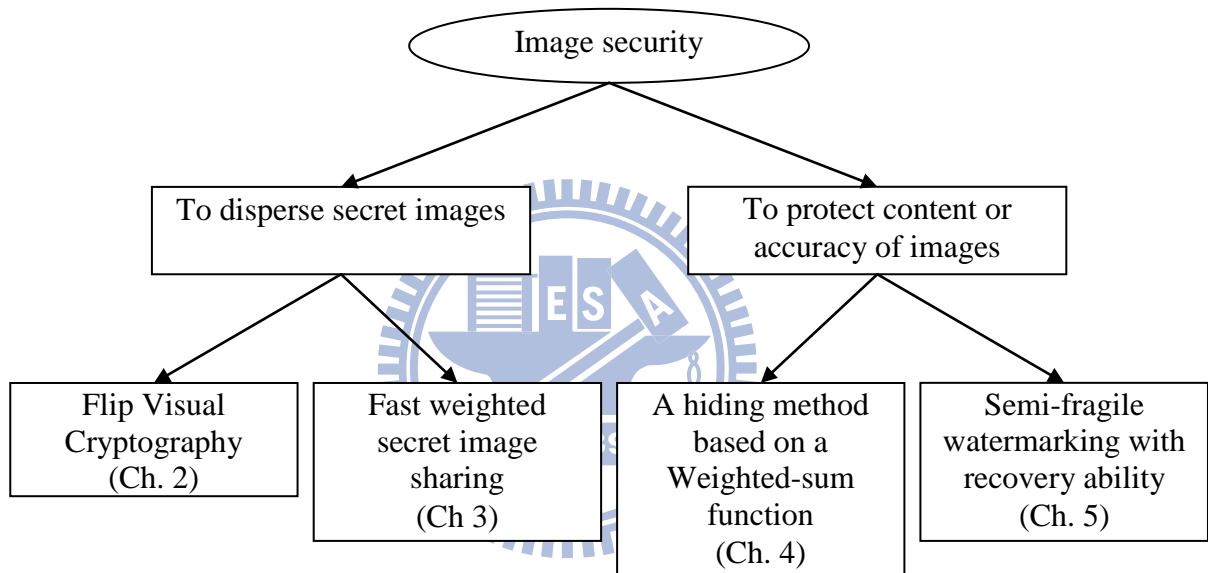 Image security
To disperse secret images
To protect content or
accuracy of images
E S A
Flip Visual
Cryptography
(Ch. 2)
Fast weighted
secret image
sharing
(Ch 3)
A hiding method
based on a
Weighted-sum
function
(Ch. 4)
Semi-fragile
watermarking with
recovery ability
(Ch. 5)